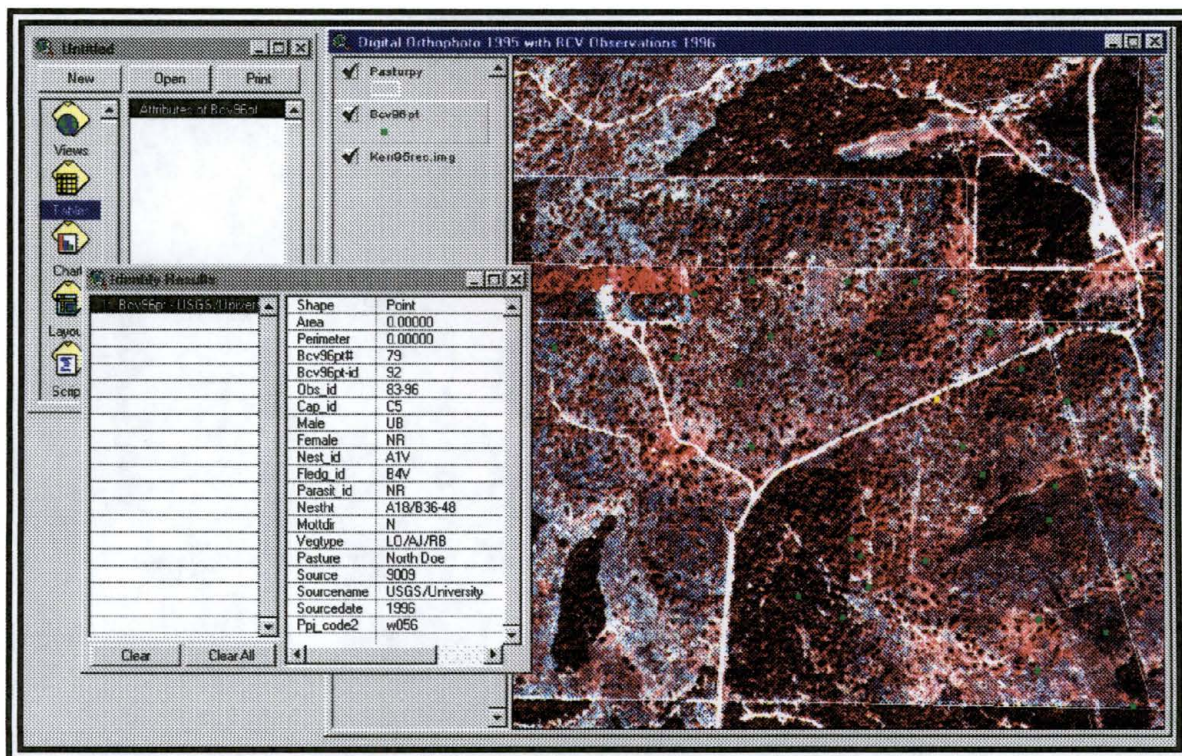 Untitled
New Open Print
Attributes of Bcv96pt
Views
Tables
Chart
Layou
Scrip
Digital Orthophoto 1995 with BCV Observations 1996
Pasturpy
Bcv96pt
Kerr95rec.img
Identify Results
Bcv96pt - USGS/Univer
Shape Point
Area 0.00000
Perimeter 0.00000
Bcv96pt# 79
Bcv96pt-id 92
Obs_id 83-96
Cap_id C5
Male UB
Female NR
Nest_id A1V
Fledg_id B4V
Parasit_id NR
Nestht A18/B36-48
Mottdir N
Vegtype LO/AJ/RB
Pasture North Doe
Source 9009
Sourcename USGS/University
Sourcedate 1996
Ppj_code2 w056
Clear Clear All